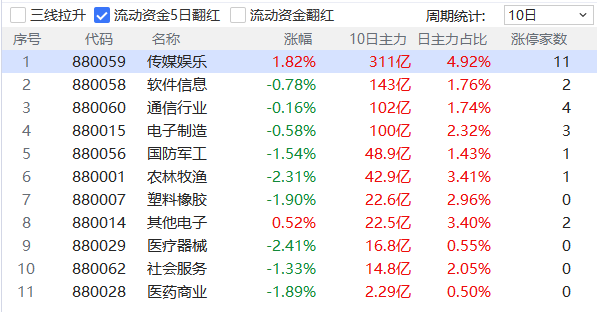 三线拉升 流动资金5日翻红 流动资金翻红 周期统计： 10日
序号 代码 名称 涨幅 10日主力 日主力占比 涨停家数
1 880059 传媒娱乐 1.82% 311亿 4.92% 11
2 880058 软件信息 -0.78% 143亿 1.76% 2
3 880060 通信行业 -0.16% 102亿 1.74% 4
4 880015 电子制造 -0.58% 100亿 2.32% 3
5 880056 国防军工 -1.54% 48.9亿 1.43% 1
6 880001 农林牧渔 -2.31% 42.9亿 3.41% 1
7 880007 塑料橡胶 -1.90% 22.6亿 2.96% 0
8 880014 其他电子 0.52% 22.5亿 3.40% 2
9 880029 医疗器械 -2.41% 16.8亿 0.55% 0
10 880062 社会服务 -1.33% 14.8亿 2.05% 0
11 880028 医药商业 -1.89% 2.29亿 0.50% 0